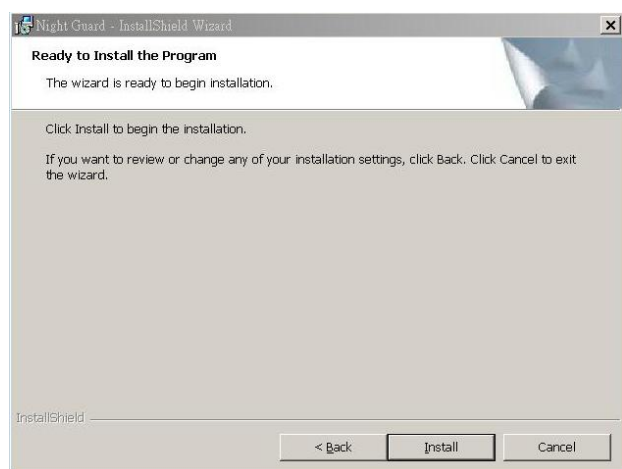 Night Guard - InstallShield Wizard
Ready to Install the Program
The wizard is ready to begin installation.
Click Install to begin the installation.
If you want to review or change any of your installation settings, click Back. Click Cancel to exit
the wizard.
InstallShield
< Back Install Cancel